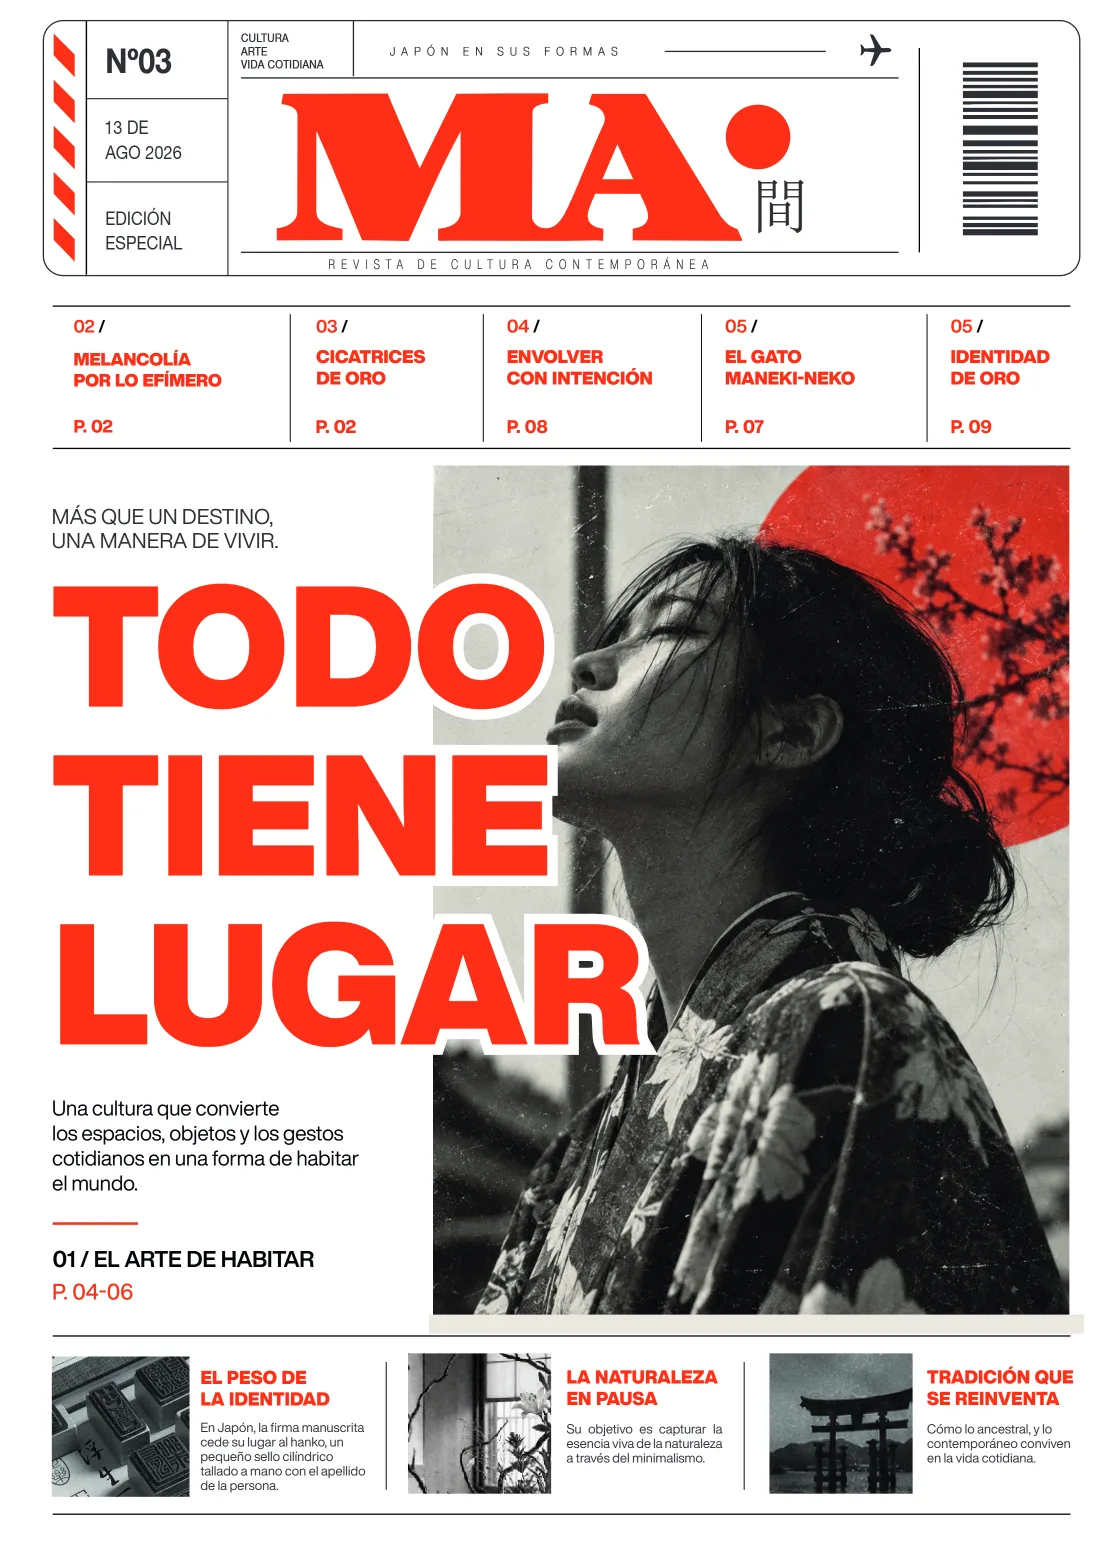 Nº03
13 DE
AGO 2026
EDICIÓN
ESPECIAL
CULTURA
ARTE
VIDA COTIDIANA
JAPÓN EN SUS FORMAS
MA
間
REVISTA DE CULTURA CONTEMPORÁNEA
02 /
MELANCOLÍA
POR LO EFÍMERO
P. 02
03 /
CICATRICES
DE ORO
P. 02
04 /
ENVOLVER
CON INTENCIÓN
P. 08
05 /
EL GATO
MANEKI-NEKO
P. 07
05 /
IDENTIDAD
DE ORO
P. 09
MÁS QUE UN DESTINO,
UNA MANERA DE VIVIR.
TODO
TIENE
LUGAR
Una cultura que convierte
los espacios, objetos y los gestos
cotidianos en una forma de habitar
el mundo.
01 / EL ARTE DE HABITAR
P. 04-06
EL PESO DE
LA IDENTIDAD
En Japón, la firma manuscrita
cede su lugar al hanko, un
pequeño sello cilíndrico
tallado a mano con el apellido
de la persona.
LA NATURALEZA
EN PAUSA
Su objetivo es capturar la
esencia viva de la naturaleza
a través del minimalismo.
TRADICIÓN QUE
SE REINVENTA
Cómo lo ancestral, y lo
contemporáneo conviven
en la vida cotidiana.